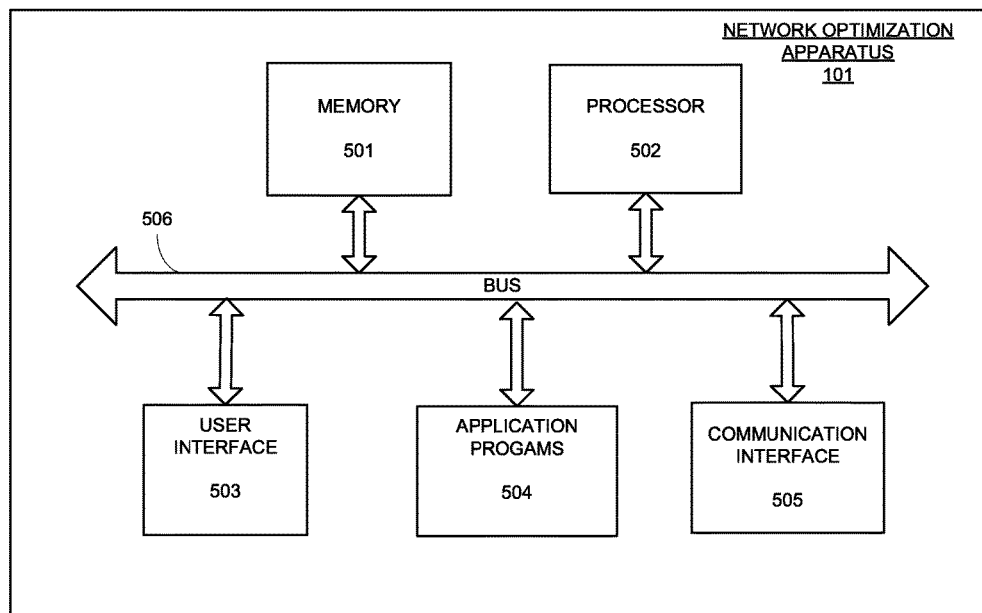 NETWORK OPTIMIZATION
APPARATUS
101
MEMORY
501
PROCESSOR
502
506
BUS
USER
INTERFACE
503
APPLICATION
PROGAMS
504
COMMUNICATION
INTERFACE
505